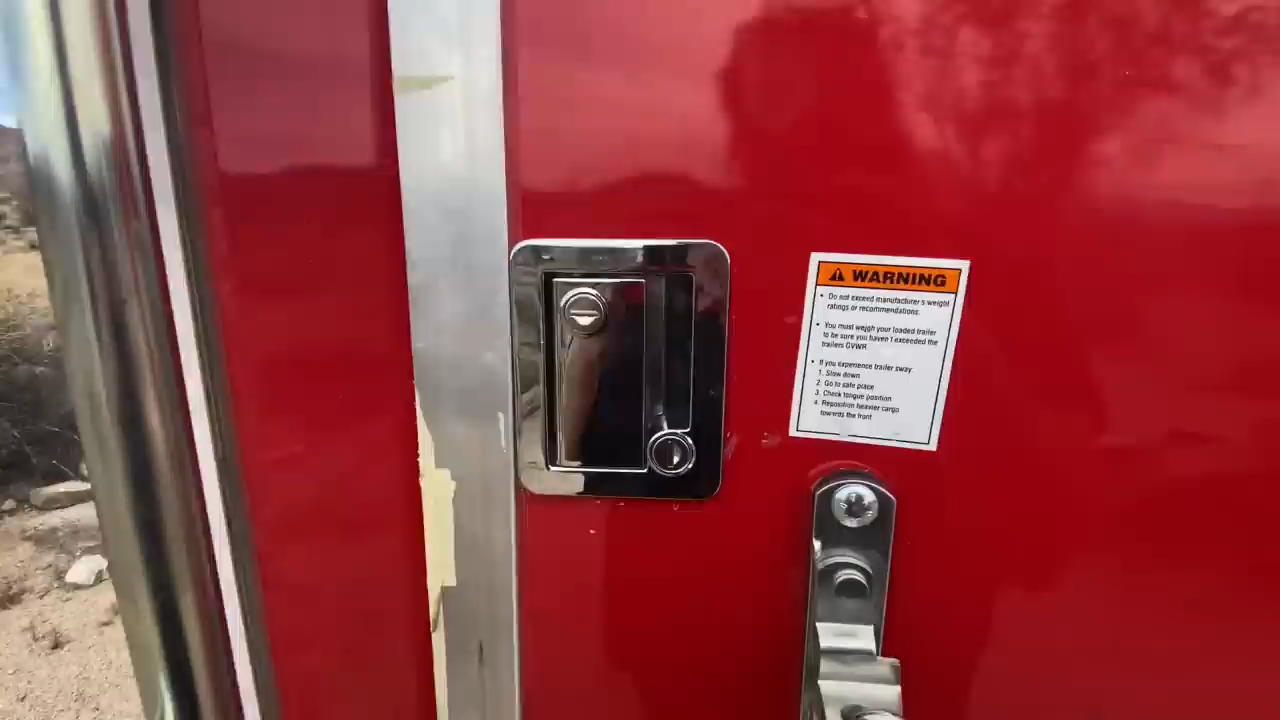 WARNING
• Do not exceed manufacturer's weight
ratings or recommendations.
• You must weigh your loaded trailer
to be sure you haven't exceeded the
trailers GVWR
• If you experience trailer sway:
1. Slow down
2. Go to safe place
3. Check tongue position
4. Reposition heavier cargo
towards the front